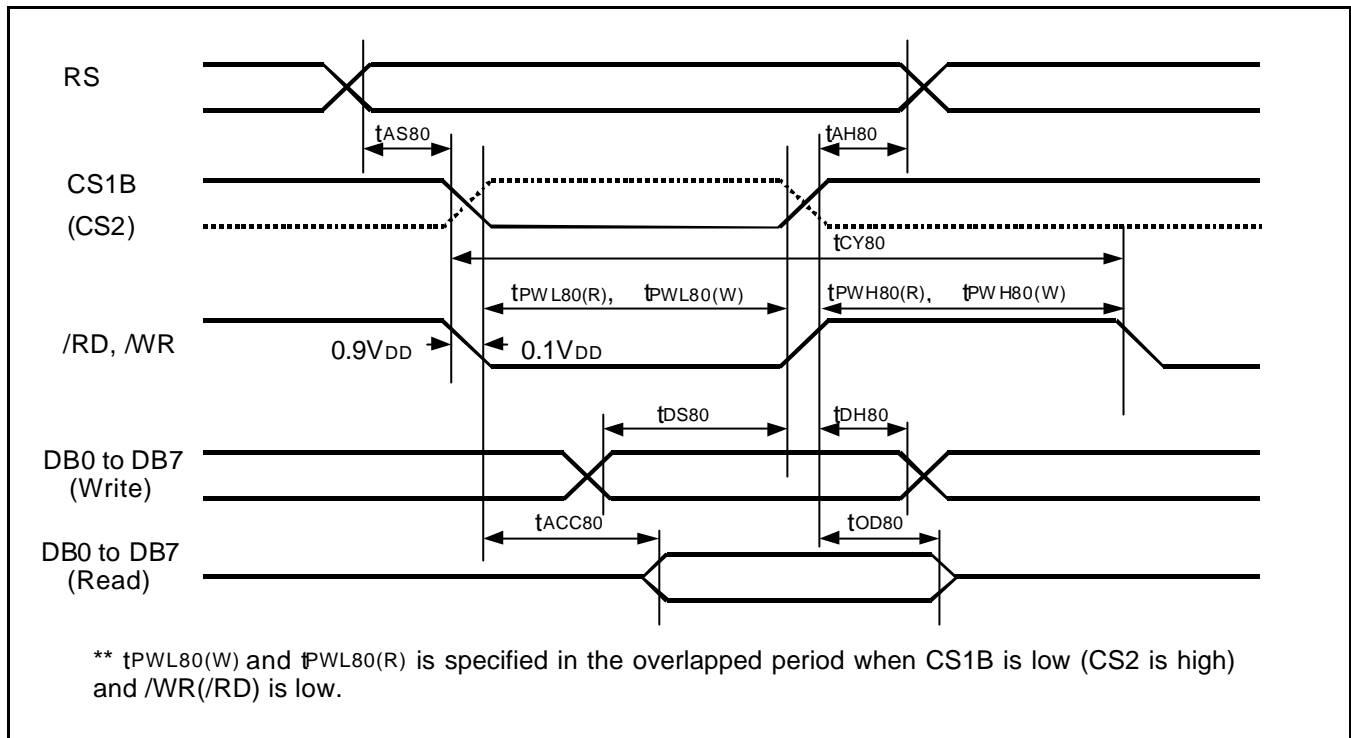 RS
tAS80
tAH80
CS1B
(CS2)
tCY80
tPWL80(R), tPWL80(W)
tPWH80(R), tPWH80(W)
/RD, /WR
0.9VDD
0.1VDD
tDS80
tDH80
DB0 to DB7
(Write)
tACC80
tOD80
DB0 to DB7
(Read)
** tPWL80(W) and tPWL80(R) is specified in the overlapped period when CS1B is low (CS2 is high)
and /WR(/RD) is low.